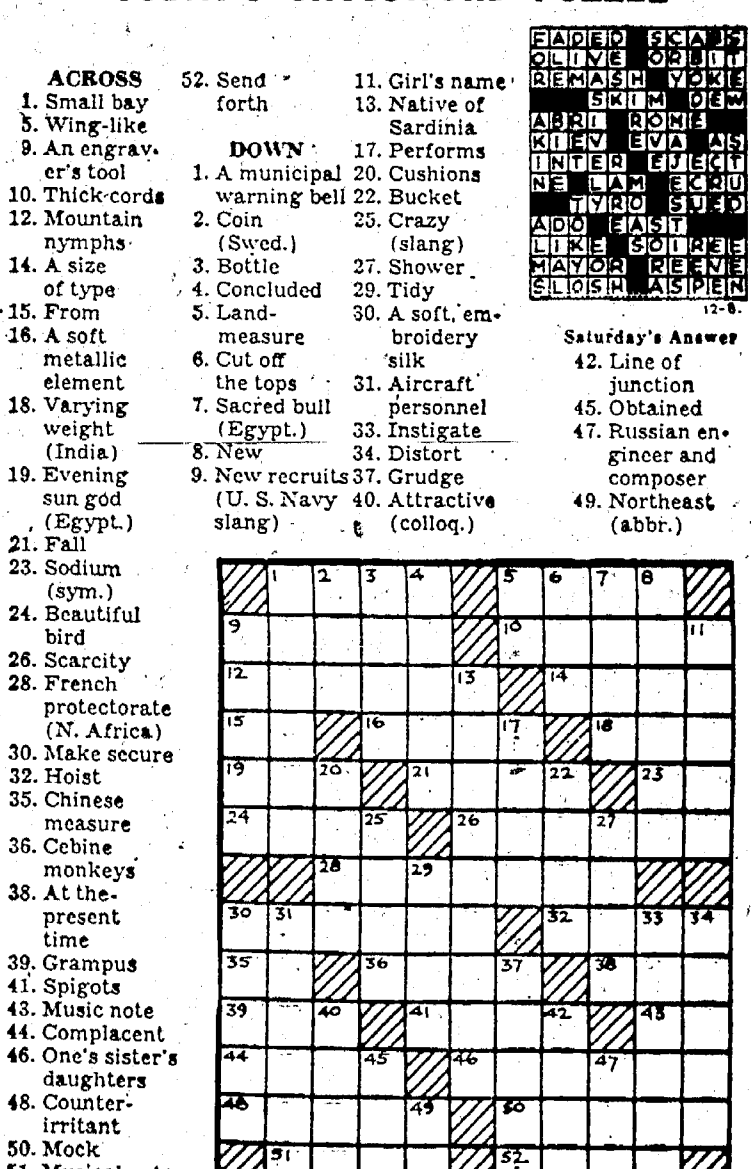 ACROSS
1. Small bay
5. Wing-like
9. An engrav-
er's tool
10. Thick cords
12. Mountain
nymphs
14. A size
of type
15. From
16. A soft
metallic
element
18. Varying
weight
(India)
19. Evening
sun god
(Egypt.)
21. Fall
23. Sodium
(sym.)
24. Beautiful
bird
26. Scarcity
28. French
protectorate
(N. Africa)
30. Make secure
32. Hoist
35. Chinese
measure
36. Cebine
monkeys
38. At the
present
time
39. Grampus
41. Spigots
43. Music note
44. Complacent
46. One's sister's
daughters
48. Counter-
irritant
50. Mock
52. Send
forth
DOWN
1. A municipal
warning bell
2. Coin
(Swed.)
3. Bottle
4. Concluded
5. Land-
measure
6. Cut off
the tops
7. Sacred bull
(Egypt.)
8. New
9. New recruits
(U. S. Navy
slang)
11. Girl's name
13. Native of
Sardinia
17. Performs
20. Cushions
22. Bucket
25. Crazy
(slang)
27. Shower
29. Tidy
30. A soft, em-
broidery
silk
31. Aircraft
personnel
33. Instigate
34. Distort
37. Grudge
40. Attractive
(colloq.)
FADED SCABS
OLIVE ORBIT
REMASH YOKE
SKIM DEW
ABRI ROME
KIEV EVA AS
INTER EJECT
NE LAM ECRU
TYRO SUED
ADO EAST
LIKE SOIREE
MAYOR REEVE
SLOSH ASPEN
12-8.
Saturday's Answer
42. Line of
junction
45. Obtained
47. Russian en-
gineer and
composer
49. Northeast
(abbr.)
1 2 3 4 5 6 7 8
9 10 11
12 13 14
15 16 17 18
19 20 21 22 23
24 25 26 27
28 29
30 31 32 33 34
35 36 37 38
39 40 41 42 43
44 45 46 47
48 49 50
51 52